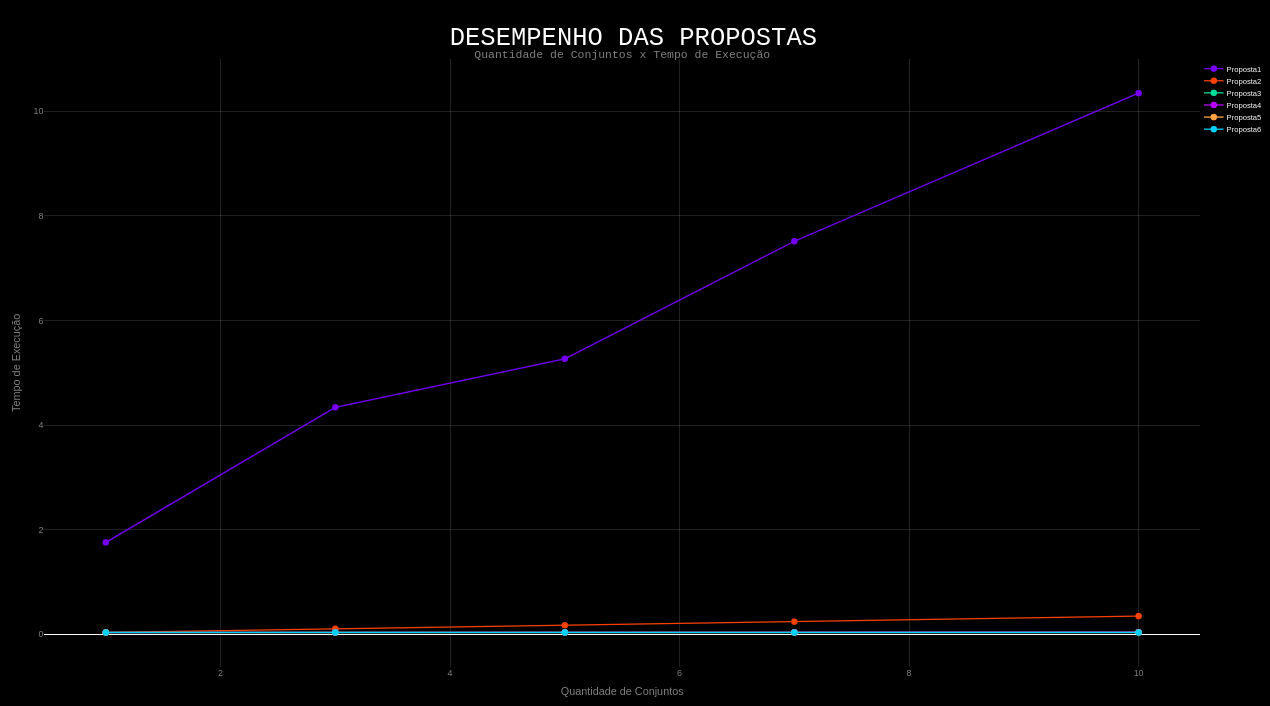 DESEMPENHO DAS PROPOSTAS
Quantidade de Conjuntos x Tempo de Execução
Proposta1
Proposta2
Proposta3
Proposta4
Proposta5
Proposta6
10
8
6
4
2
0
Tempo de Execução
2
4
6
8
10
Quantidade de Conjuntos